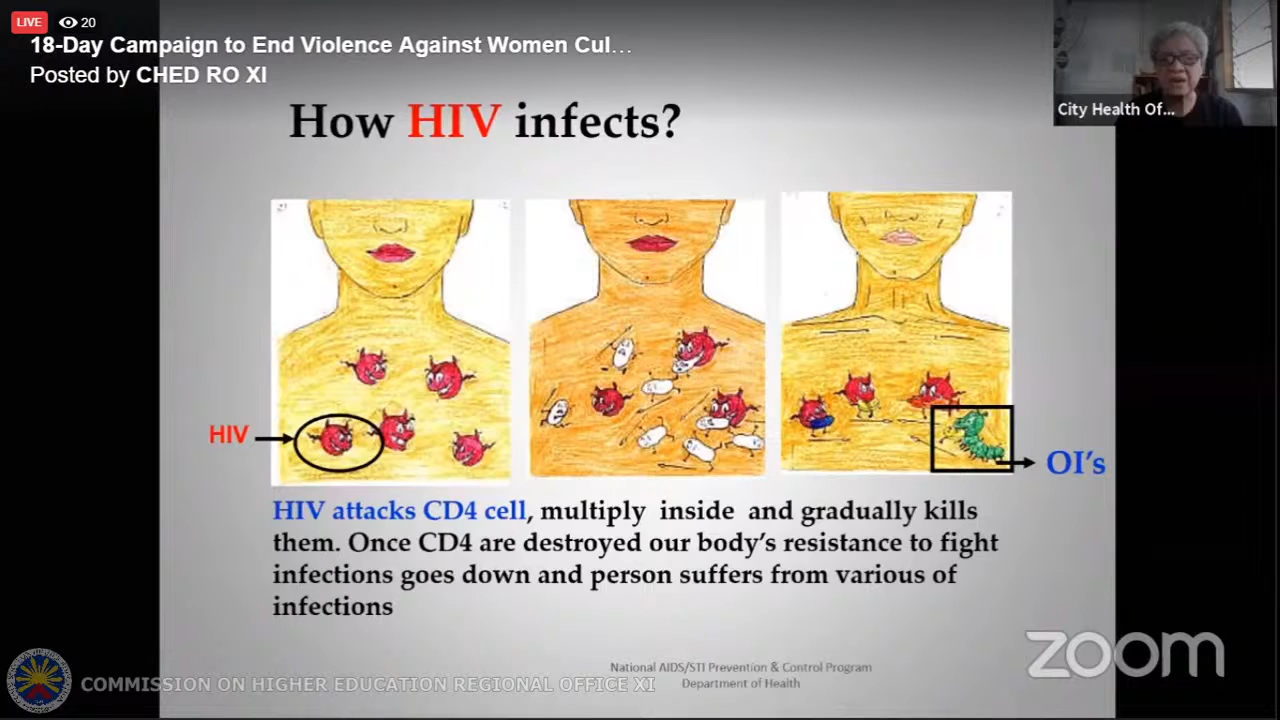 LIVE 20
18-Day Campaign to End Violence Against Women Cul...
Posted by CHED RO XI
City Health Of...
How HIV infects?
HIV
OI's
HIV attacks CD4 cell, multiply inside and gradually kills
them. Once CD4 are destroyed our body's resistance to fight
infections goes down and person suffers from various of
infections
National AIDS/STI Prevention & Control Program
Department of Health
COMMISSION ON HIGHER EDUCATION REGIONAL OFFICE XI
zoom